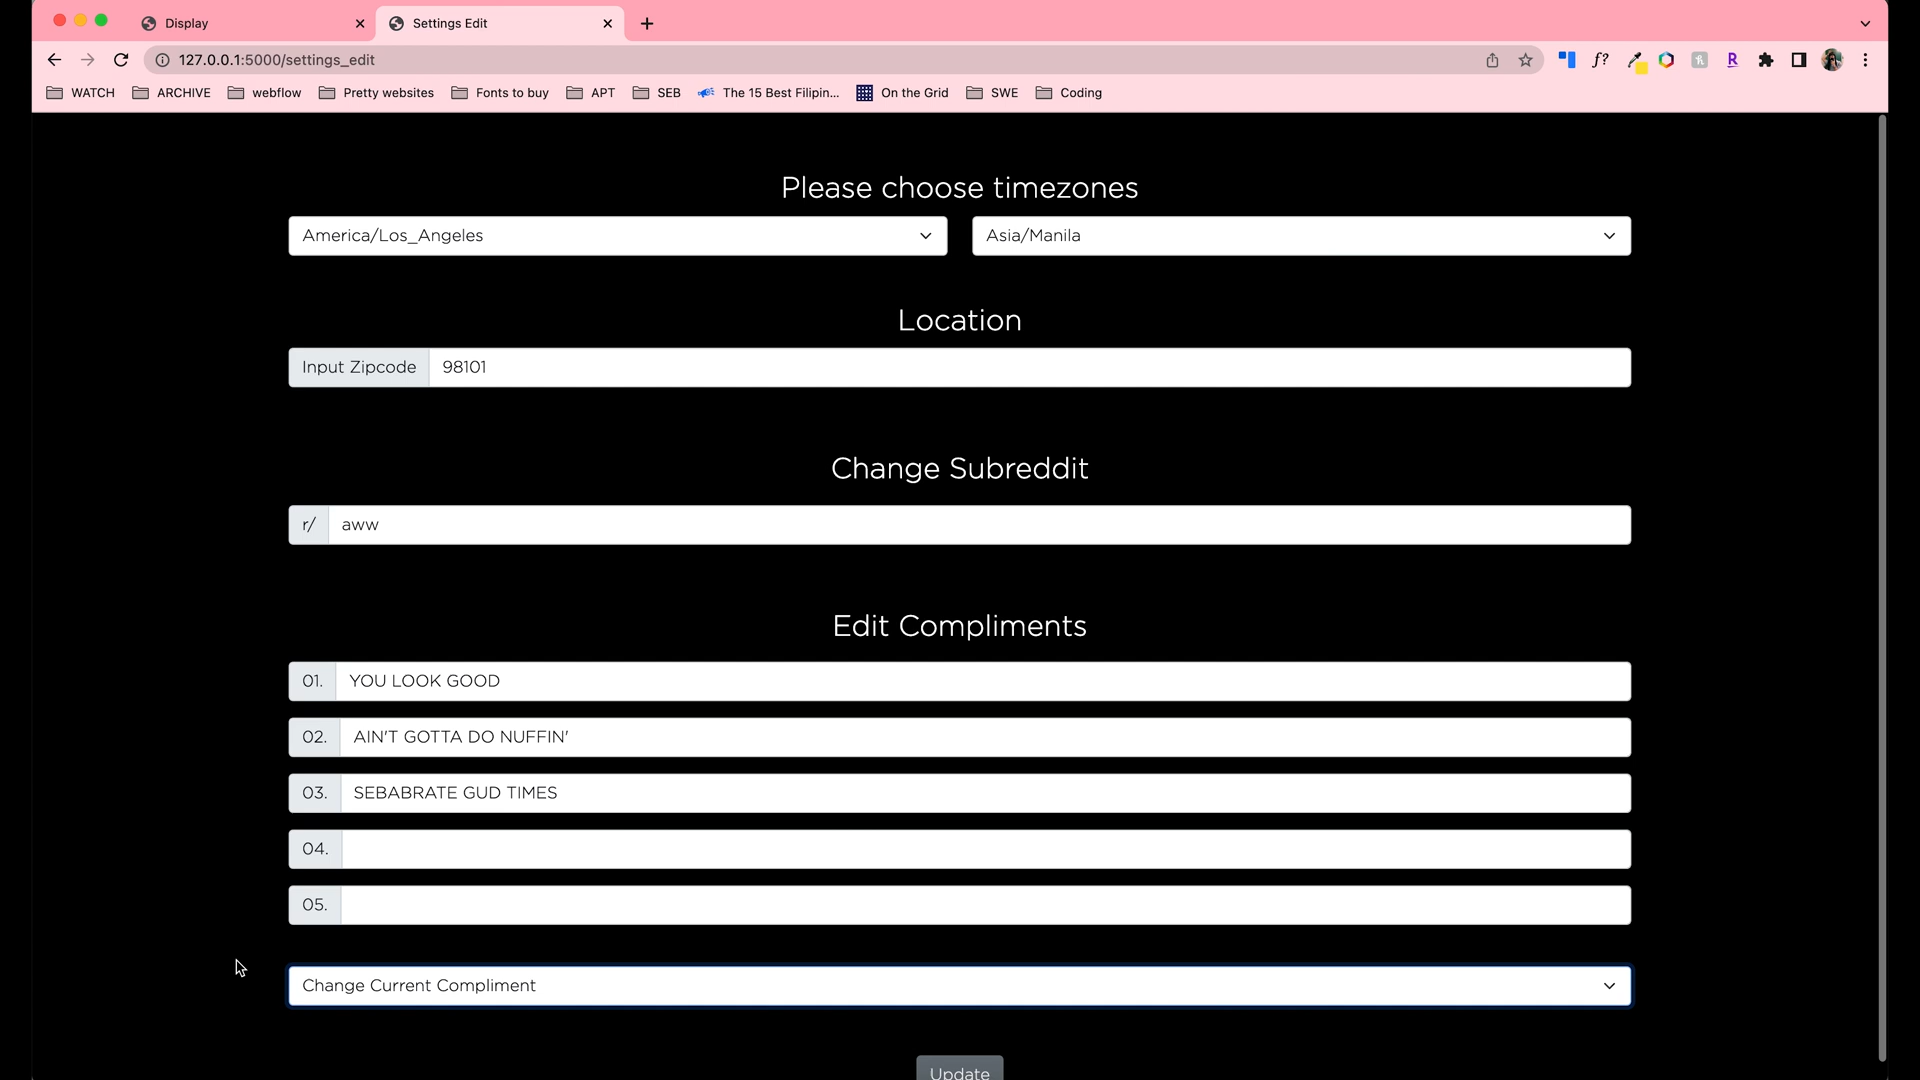 Display
Settings Edit
127.0.0.1:5000/settings_edit
f?
R
WATCH
ARCHIVE
webflow
Pretty websites
Fonts to buy
APT
SEB
The 15 Best Filipin...
On the Grid
SWE
Coding
Please choose timezones
America/Los_Angeles
Asia/Manila
Location
Input Zipcode 98101
Change Subreddit
r/ aww
Edit Compliments
01. YOU LOOK GOOD
02. AIN'T GOTTA DO NUFFIN'
03. SEBABRATE GUD TIMES
04.
05.
Change Current Compliment
Update